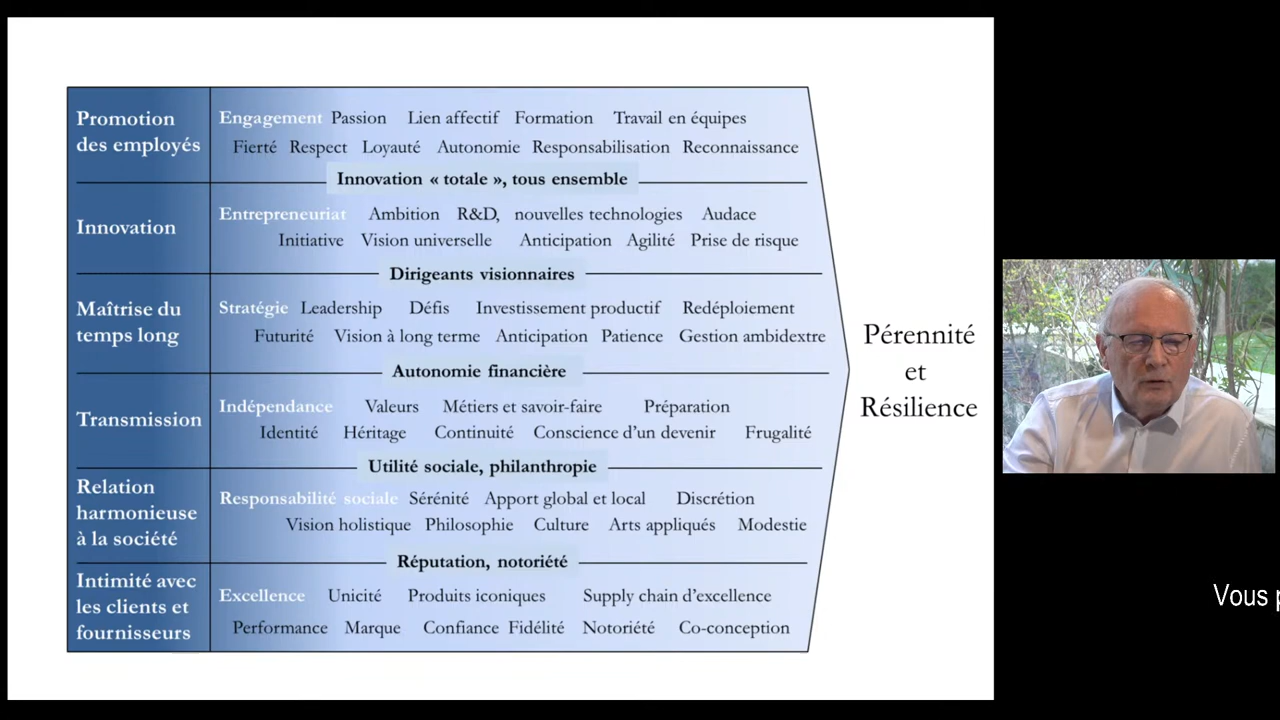 Promotion
des employés
Engagement Passion Lien affectif Formation Travail en équipes
Fierté Respect Loyauté Autonomie Responsabilisation Reconnaissance
Innovation « totale », tous ensemble
Innovation
Entrepreneuriat Ambition R&D, nouvelles technologies Audace
Initiative Vision universelle Anticipation Agilité Prise de risque
Dirigeants visionnaires
Maîtrise du
temps long
Stratégie Leadership Défis Investissement productif Redéploiement
Futurité Vision à long terme Anticipation Patience Gestion ambidextre
Autonomie financière
Transmission
Indépendance Valeurs Métiers et savoir-faire Préparation
Identité Héritage Continuité Conscience d’un devenir Frugalité
Utilité sociale, philanthropie
Relation
harmonieuse
à la société
Responsabilité sociale Sérénité Apport global et local Discrétion
Vision holistique Philosophie Culture Arts appliqués Modestie
Réputation, notoriété
Intimité avec
les clients et
fournisseurs
Excellence Unicité Produits iconiques Supply chain d’excellence
Performance Marque Confiance Fidélité Notoriété Co-conception
Pérennité
et
Résilience
Vous